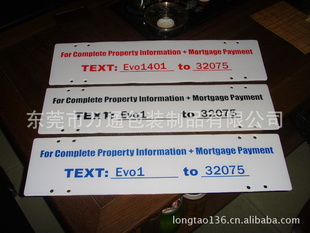 For Complete Property Information + Mortgage Payment
TEXT: Evo1401 to 32075
For Complete Property Information + Mortgage Payment
TEXT: Evo1 to 32075
东莞市万通包装制品有限公司
For Complete Property Information + Mortgage Payment
TEXT: Evo1 to 32075
longtao136.cn.alibaba.com